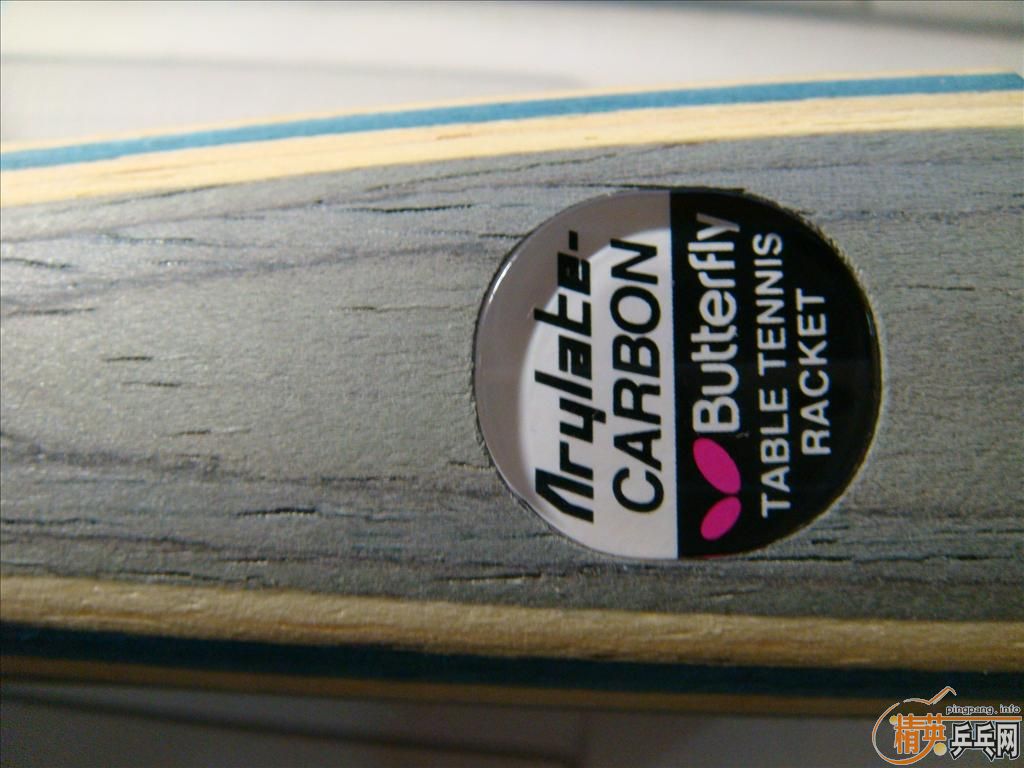 Arylate-
CARBON
Butterfly
TABLE TENNIS
RACKET
pingpang.info
精英乒乓网